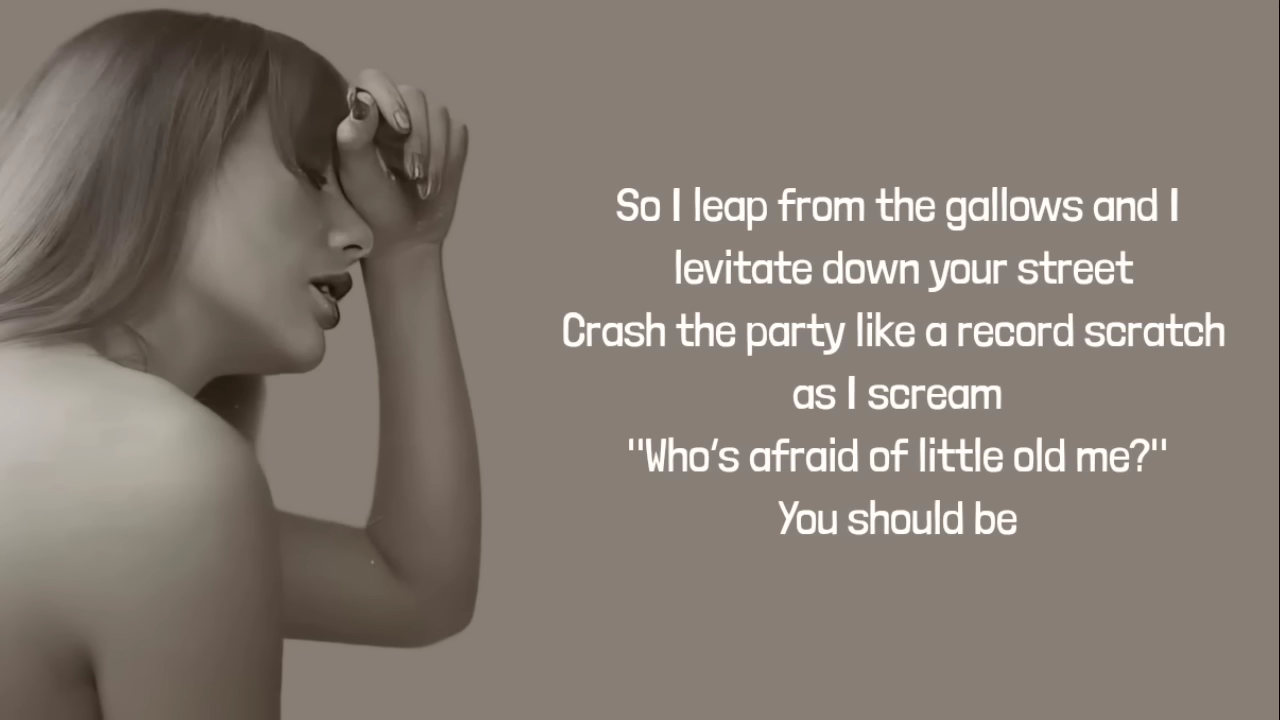 So I leap from the gallows and I
levitate down your street
Crash the party like a record scratch
as I scream
"Who's afraid of little old me?"
You should be